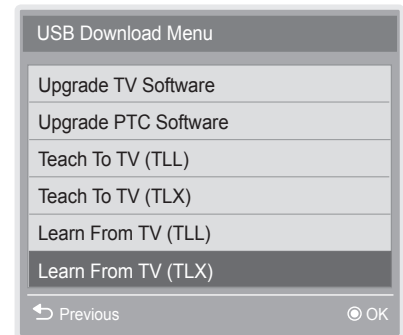 USB Download Menu
Upgrade TV Software
Upgrade PTC Software
Teach To TV (TLL)
Teach To TV (TLX)
Learn From TV (TLL)
Learn From TV (TLX)
Previous OK